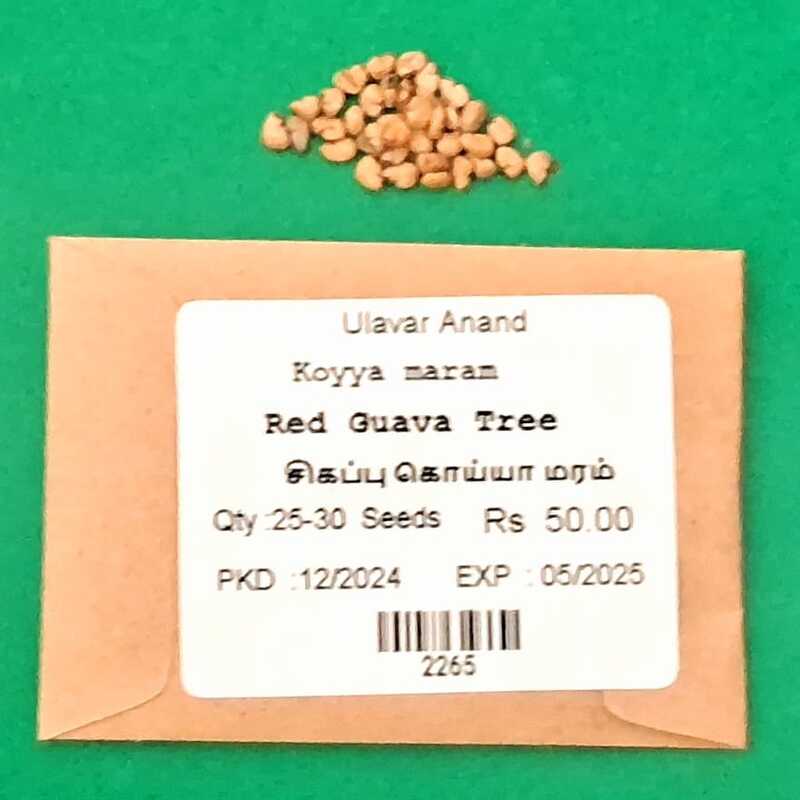 Ulavar Anand
Koyya maram
Red Guava Tree
சிகப்பு கொய்யா மரம்
Qty :25-30 Seeds Rs 50.00
PKD :12/2024 EXP : 05/2025
2265